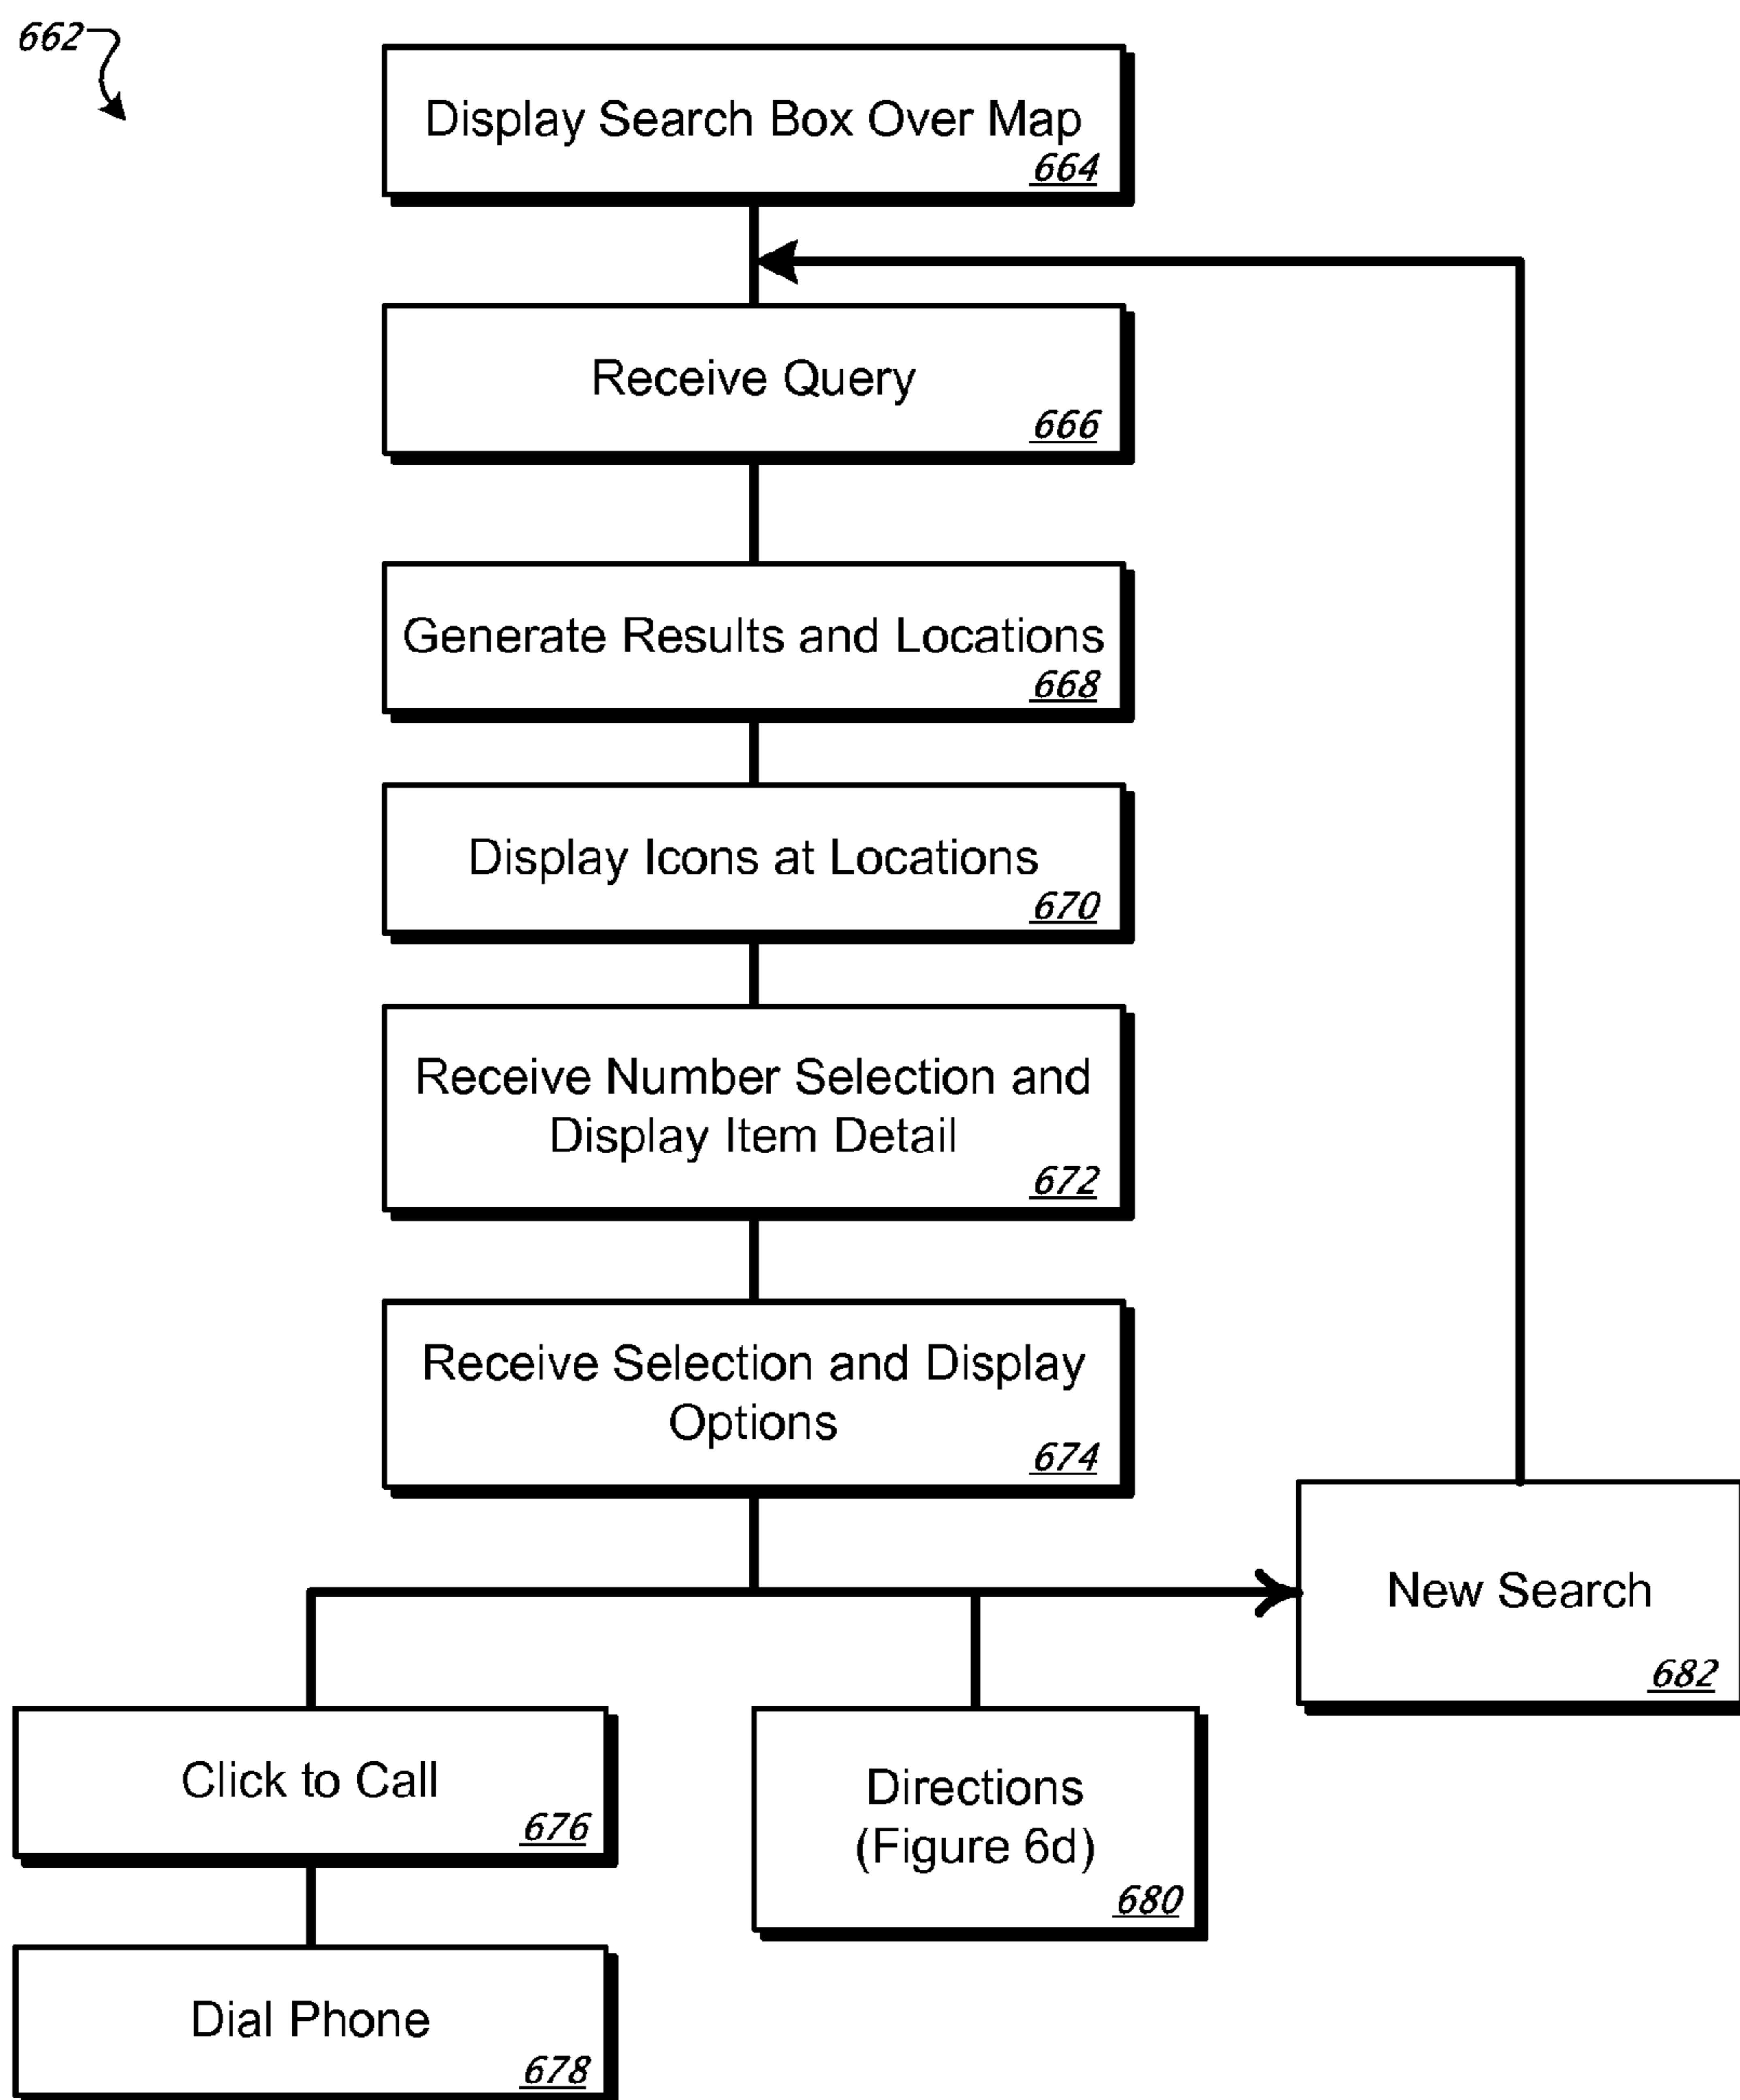 662
Display Search Box Over Map
664
Receive Query
666
Generate Results and Locations
668
Display Icons at Locations
670
Receive Number Selection and
Display Item Detail
672
Receive Selection and Display
Options
674
New Search
682
Click to Call
676
Directions
(Figure 6d)
680
Dial Phone
678